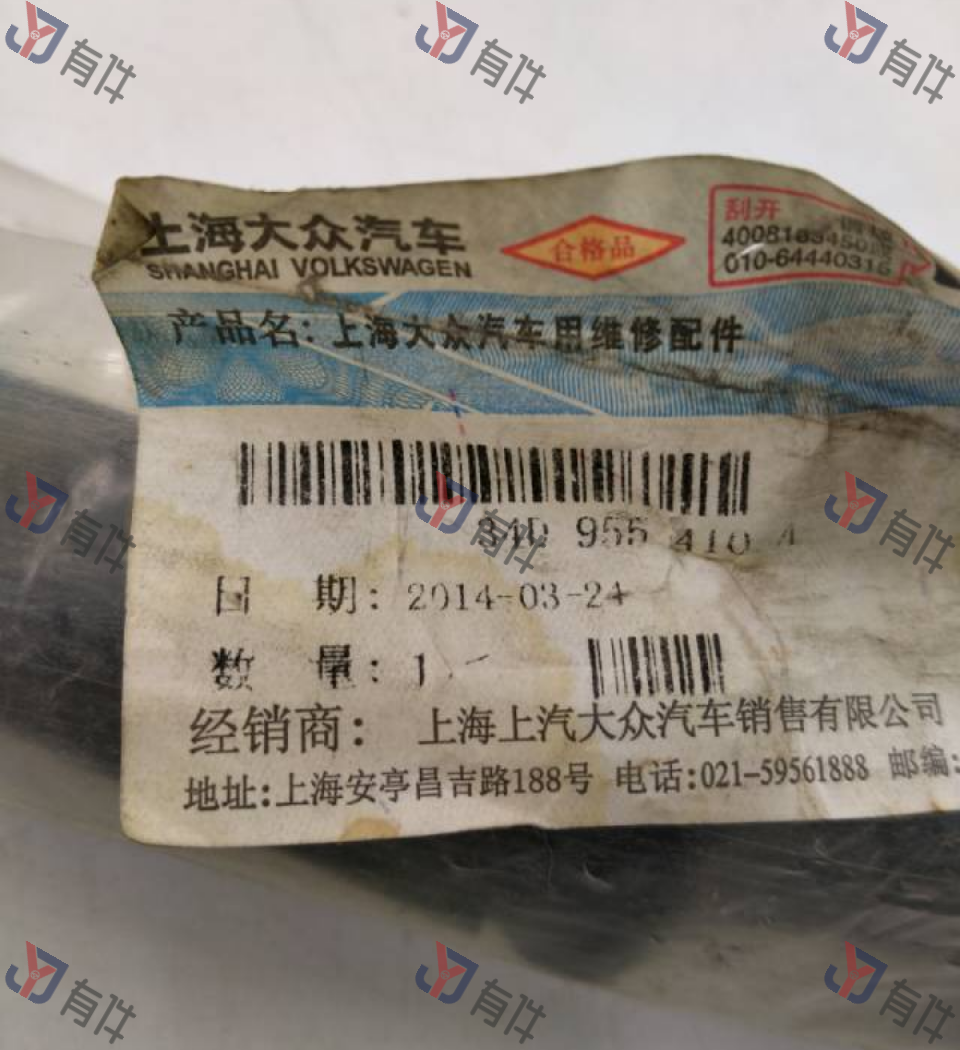 上海大众汽车
SHANGHAI VOLKSWAGEN
合格品
刮开
4008163450
010-64440316
产品名：上海大众汽车用维修配件
34D 955 410 A
日 期：2014-03-24
数 量：1
经销商： 上海上汽大众汽车销售有限公司
地址：上海安亭昌吉路188号 电话：021-59561888 邮编：
有件
有件
有件
有件
有件
有件
有件
有件
有件